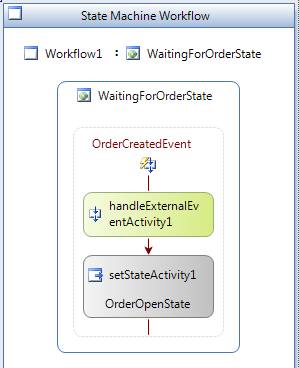 State Machine Workflow
Workflow1 : WaitingForOrderState
WaitingForOrderState
OrderCreatedEvent
handleExternalEv
entActivity1
setStateActivity1
OrderOpenState